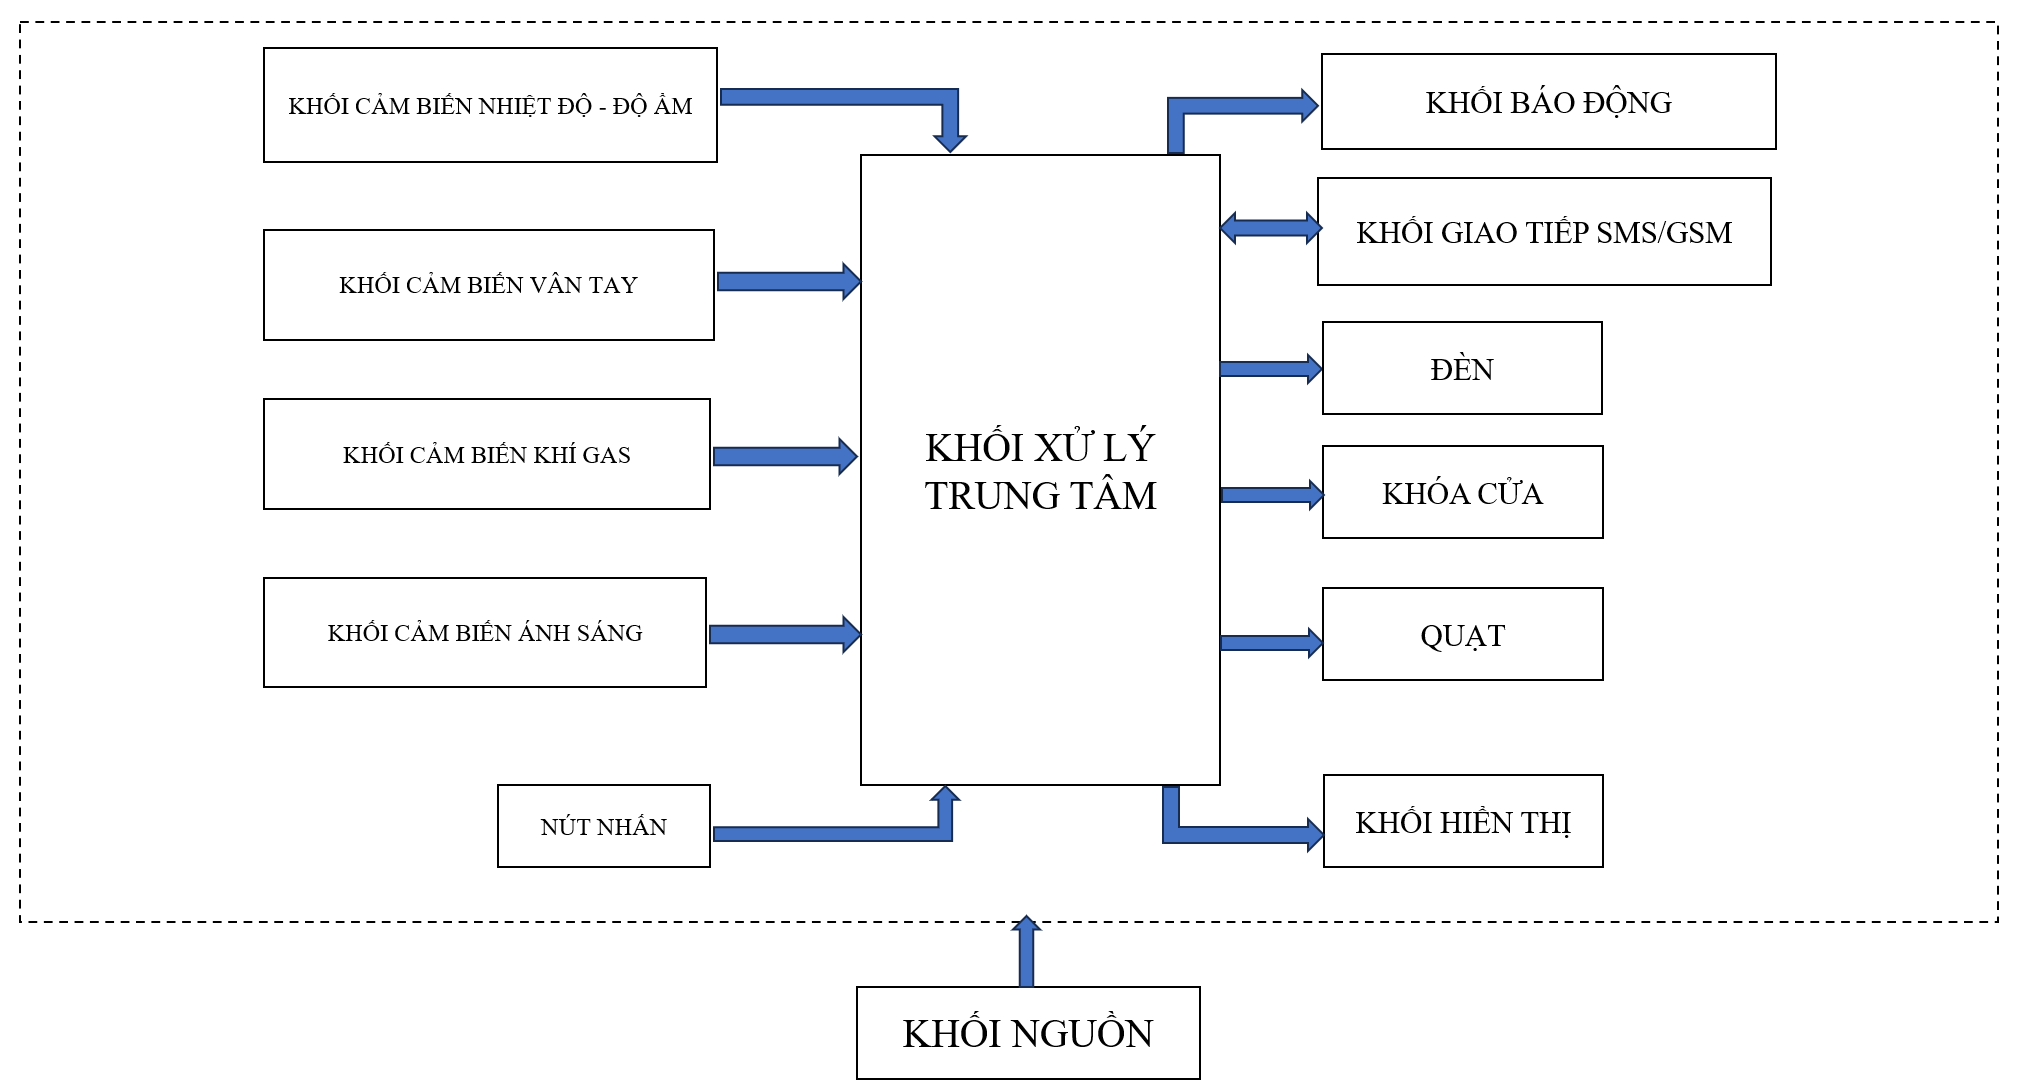 KHỐI CẢM BIẾN NHIỆT ĐỘ - ĐỘ ẨM
KHỐI CẢM BIẾN VÂN TAY
KHỐI CẢM BIẾN KHÍ GAS
KHỐI CẢM BIẾN ÁNH SÁNG
NÚT NHẤN
KHỐI XỬ LÝ
TRUNG TÂM
KHỐI BÁO ĐỘNG
KHỐI GIAO TIẾP SMS/GSM
ĐÈN
KHÓA CỬA
QUẠT
KHỐI HIỂN THỊ
KHỐI NGUỒN